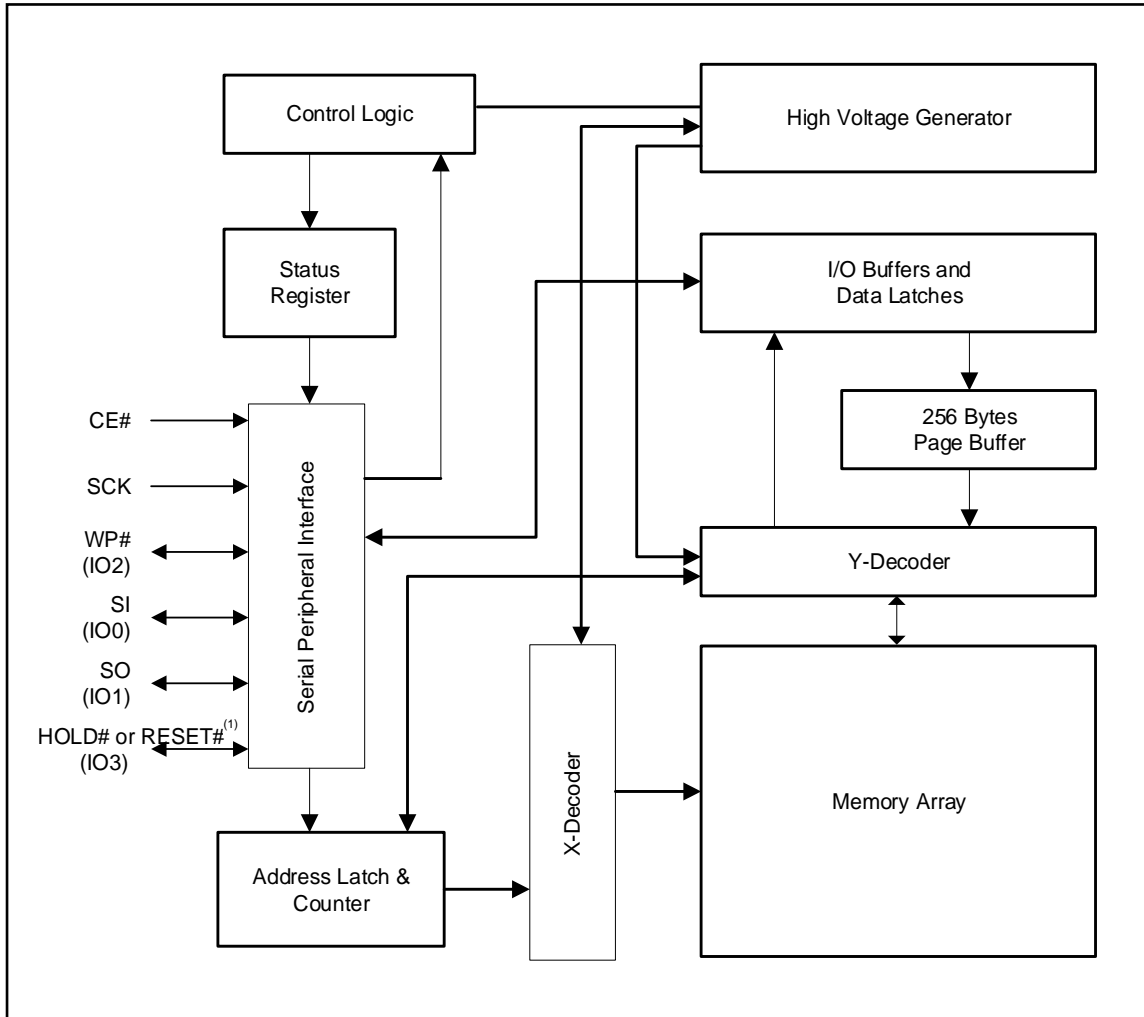 Control Logic
High Voltage Generator
Status
Register
I/O Buffers and
Data Latches
256 Bytes
Page Buffer
CE#
SCK
WP#
(IO2)
SI
(IO0)
SO
(IO1)
HOLD# or RESET#(1)
(IO3)
Serial Peripheral Interface
Y-Decoder
X-Decoder
Memory Array
Address Latch &
Counter